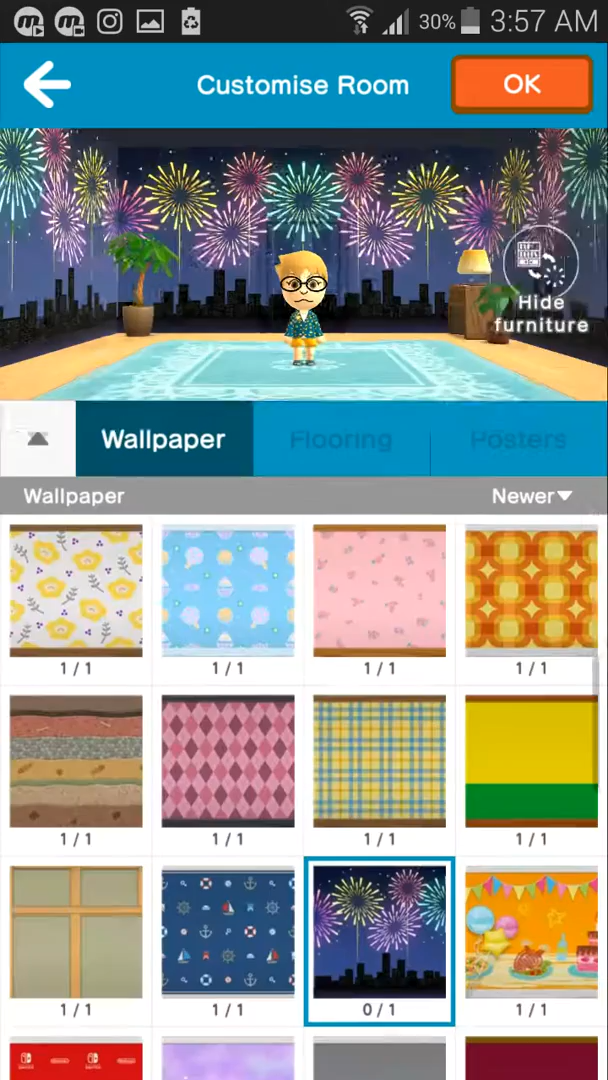 30% 3:57 AM
Customise Room
OK
Hide
furniture
Wallpaper
Flooring
Posters
Wallpaper
Newer
1 / 1
1 / 1
1 / 1
1 / 1
1 / 1
1 / 1
1 / 1
1 / 1
1 / 1
1 / 1
0 / 1
1 / 1